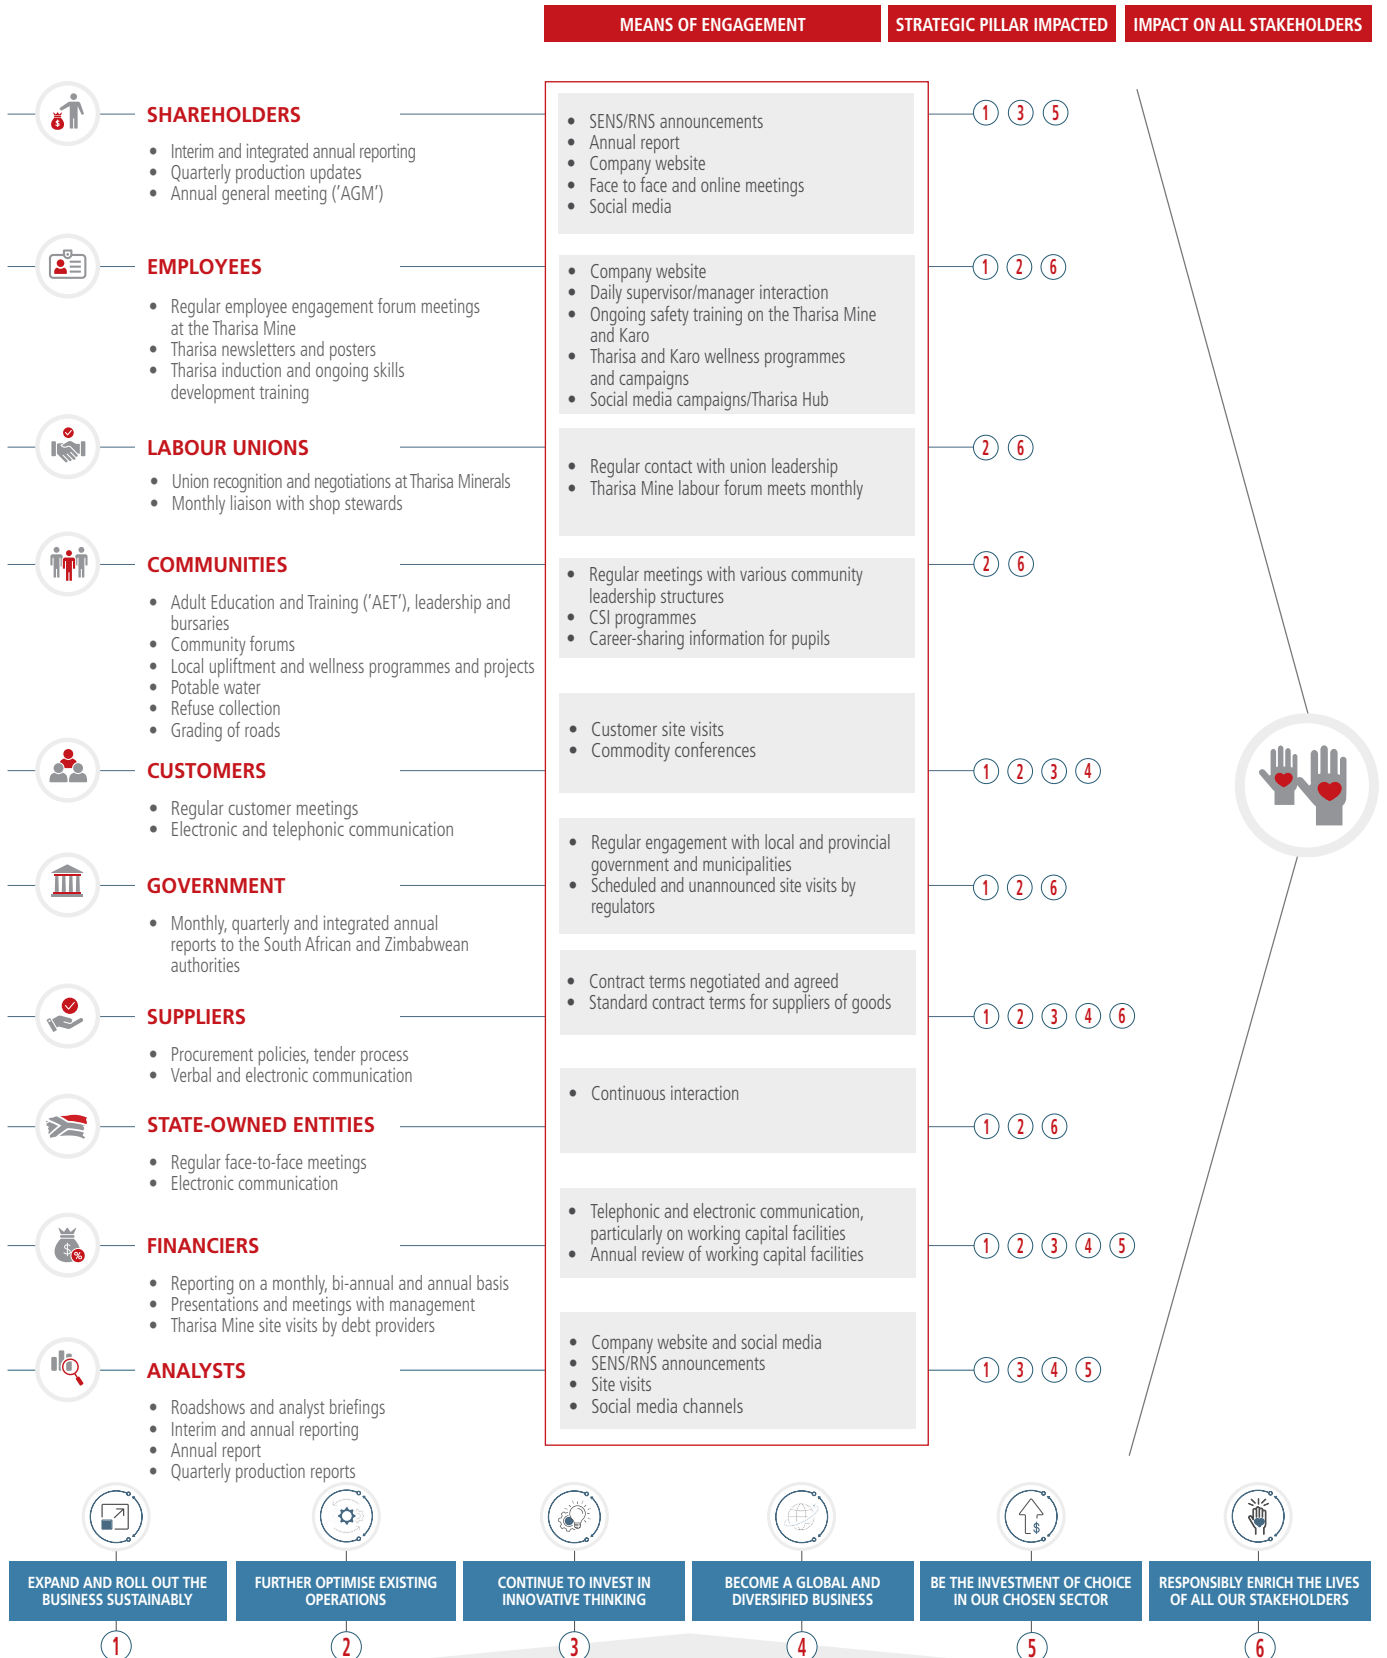 MEANS OF ENGAGEMENT
STRATEGIC PILLAR IMPACTED
IMPACT ON ALL STAKEHOLDERS
SHAREHOLDERS
• Interim and integrated annual reporting
• Quarterly production updates
• Annual general meeting ('AGM')
• SENS/RNS announcements
• Annual report
• Company website
• Face to face and online meetings
• Social media
1 3 5
EMPLOYEES
• Regular employee engagement forum meetings
at the Tharisa Mine
• Tharisa newsletters and posters
• Tharisa induction and ongoing skills
development training
• Company website
• Daily supervisor/manager interaction
• Ongoing safety training on the Tharisa Mine
and Karo
• Tharisa and Karo wellness programmes
and campaigns
• Social media campaigns/Tharisa Hub
1 2 6
LABOUR UNIONS
• Union recognition and negotiations at Tharisa Minerals
• Monthly liaison with shop stewards
• Regular contact with union leadership
• Tharisa Mine labour forum meets monthly
2 6
COMMUNITIES
• Adult Education and Training ('AET'), leadership and
bursaries
• Community forums
• Local upliftment and wellness programmes and projects
• Potable water
• Refuse collection
• Grading of roads
• Regular meetings with various community
leadership structures
• CSI programmes
• Career-sharing information for pupils
2 6
CUSTOMERS
• Regular customer meetings
• Electronic and telephonic communication
• Customer site visits
• Commodity conferences
1 2 3 4
GOVERNMENT
• Monthly, quarterly and integrated annual
reports to the South African and Zimbabwean
authorities
• Regular engagement with local and provincial
government and municipalities
• Scheduled and unannounced site visits by
regulators
1 2 6
SUPPLIERS
• Procurement policies, tender process
• Verbal and electronic communication
• Contract terms negotiated and agreed
• Standard contract terms for suppliers of goods
1 2 3 4 6
STATE-OWNED ENTITIES
• Regular face-to-face meetings
• Electronic communication
• Continuous interaction
1 2 6
$ %
FINANCIERS
• Reporting on a monthly, bi-annual and annual basis
• Presentations and meetings with management
• Tharisa Mine site visits by debt providers
• Telephonic and electronic communication,
particularly on working capital facilities
• Annual review of working capital facilities
1 2 3 4 5
ANALYSTS
• Roadshows and analyst briefings
• Interim and annual reporting
• Annual report
• Quarterly production reports
• Company website and social media
• SENS/RNS announcements
• Site visits
• Social media channels
1 3 4 5
$
EXPAND AND ROLL OUT THE
BUSINESS SUSTAINABLY
1
FURTHER OPTIMISE EXISTING
OPERATIONS
2
CONTINUE TO INVEST IN
INNOVATIVE THINKING
3
BECOME A GLOBAL AND
DIVERSIFIED BUSINESS
4
BE THE INVESTMENT OF CHOICE
IN OUR CHOSEN SECTOR
5
RESPONSIBLY ENRICH THE LIVES
OF ALL OUR STAKEHOLDERS
6